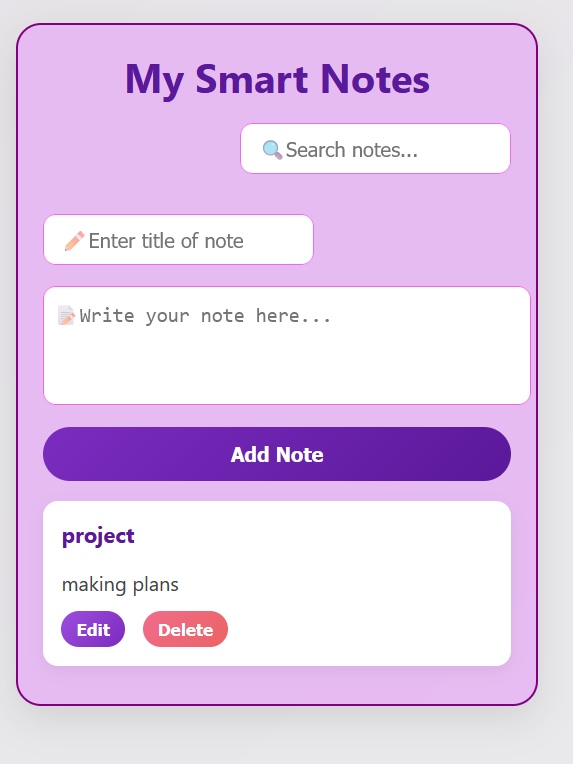 My Smart Notes
🔍Search notes...
✏️Enter title of note
📝Write your note here...
Add Note
project
making plans
Edit Delete